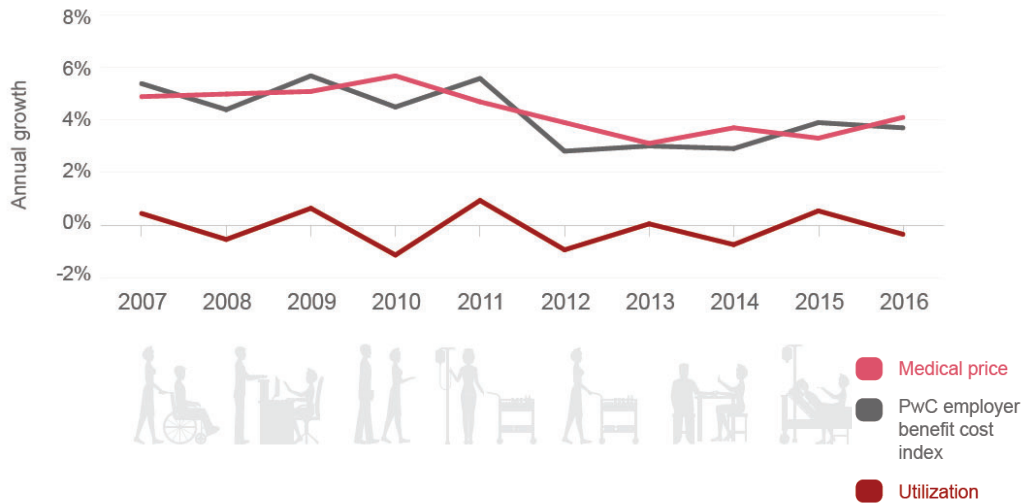 8%
6%
4%
2%
0%
-2%
Annual growth
2007 2008 2009 2010 2011 2012 2013 2014 2015 2016
Medical price
PwC employer
benefit cost
index
Utilization